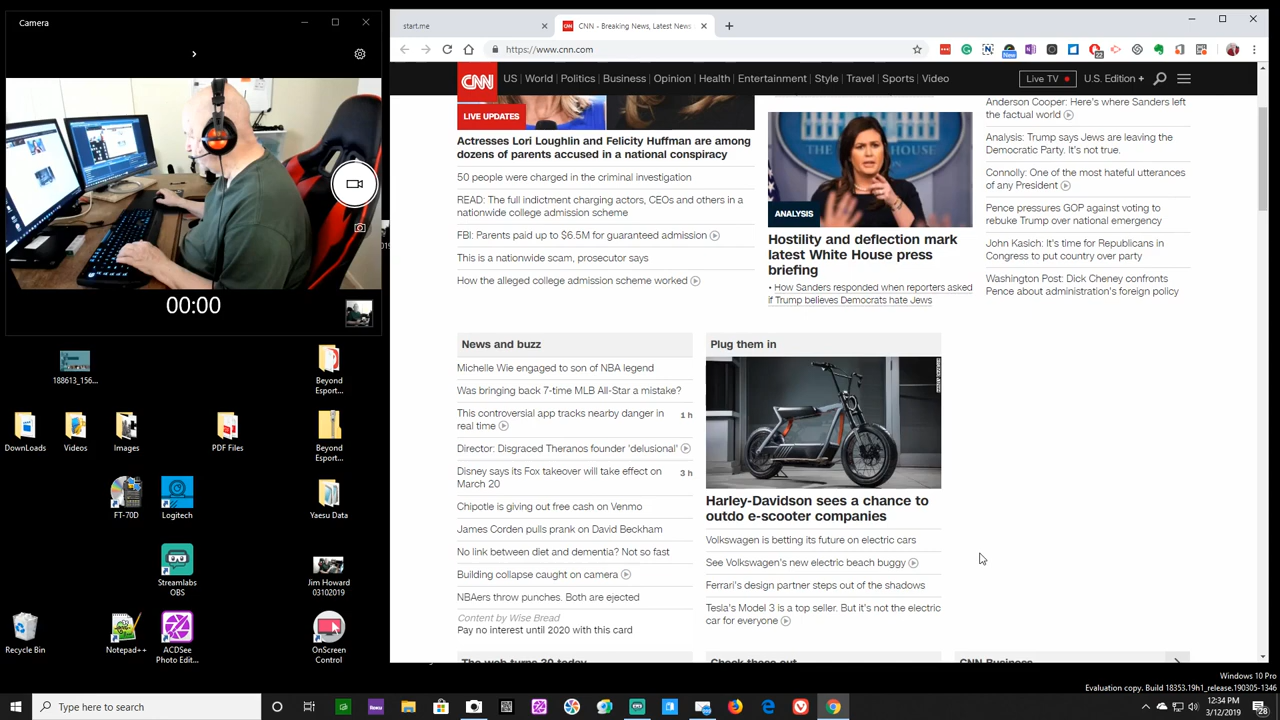 Camera
00:00
188613_156...
Beyond
Esport...
DownLoads
Videos
Images
PDF Files
Beyond
Esport...
FT-70D
Logitech
Yaesu Data
Streamlabs
OBS
Jim Howard
03102019
Recycle Bin
Notepad++
ACDSee
Photo Edit...
OnScreen
Control
start.me
CNN - Breaking News, Latest News
https://www.cnn.com
New
22
CNN
US
World
Politics
Business
Opinion
Health
Entertainment
Style
Travel
Sports
Video
Live TV
U.S. Edition +
LIVE UPDATES
Actresses Lori Loughlin and Felicity Huffman are among
dozens of parents accused in a national conspiracy
50 people were charged in the criminal investigation
READ: The full indictment charging actors, CEOs and others in a
nationwide college admission scheme
FBI: Parents paid up to $6.5M for guaranteed admission
This is a nationwide scam, prosecutor says
How the alleged college admission scheme worked
THE WHITE HOUSE
ANALYSIS
Hostility and deflection mark
latest White House press
briefing
• How Sanders responded when reporters asked
if Trump believes Democrats hate Jews
Anderson Cooper: Here's where Sanders left
the factual world
Analysis: Trump says Jews are leaving the
Democratic Party. It's not true.
Connolly: One of the most hateful utterances
of any President
Pence pressures GOP against voting to
rebuke Trump over national emergency
John Kasich: It's time for Republicans in
Congress to put country over party
Washington Post: Dick Cheney confronts
Pence about administration's foreign policy
News and buzz
Michelle Wie engaged to son of NBA legend
Was bringing back 7-time MLB All-Star a mistake?
This controversial app tracks nearby danger in
real time
1 h
Director: Disgraced Theranos founder 'delusional'
Disney says its Fox takeover will take effect on
March 20
3 h
Chipotle is giving out free cash on Venmo
James Corden pulls prank on David Beckham
No link between diet and dementia? Not so fast
Building collapse caught on camera
NBAers throw punches. Both are ejected
Content by Wise Bread
Pay no interest until 2020 with this card
Plug them in
Harley-Davidson sees a chance to
outdo e-scooter companies
Volkswagen is betting its future on electric cars
See Volkswagen's new electric beach buggy
Ferrari's design partner steps out of the shadows
Tesla's Model 3 is a top seller. But it's not the electric
car for everyone
The web turns 30 today
Check these out
CNN Business
Windows 10 Pro
Evaluation copy. Build 18353.19h1_release.190305-1346
Type here to search
Roku
12:34 PM
3/12/2019
28